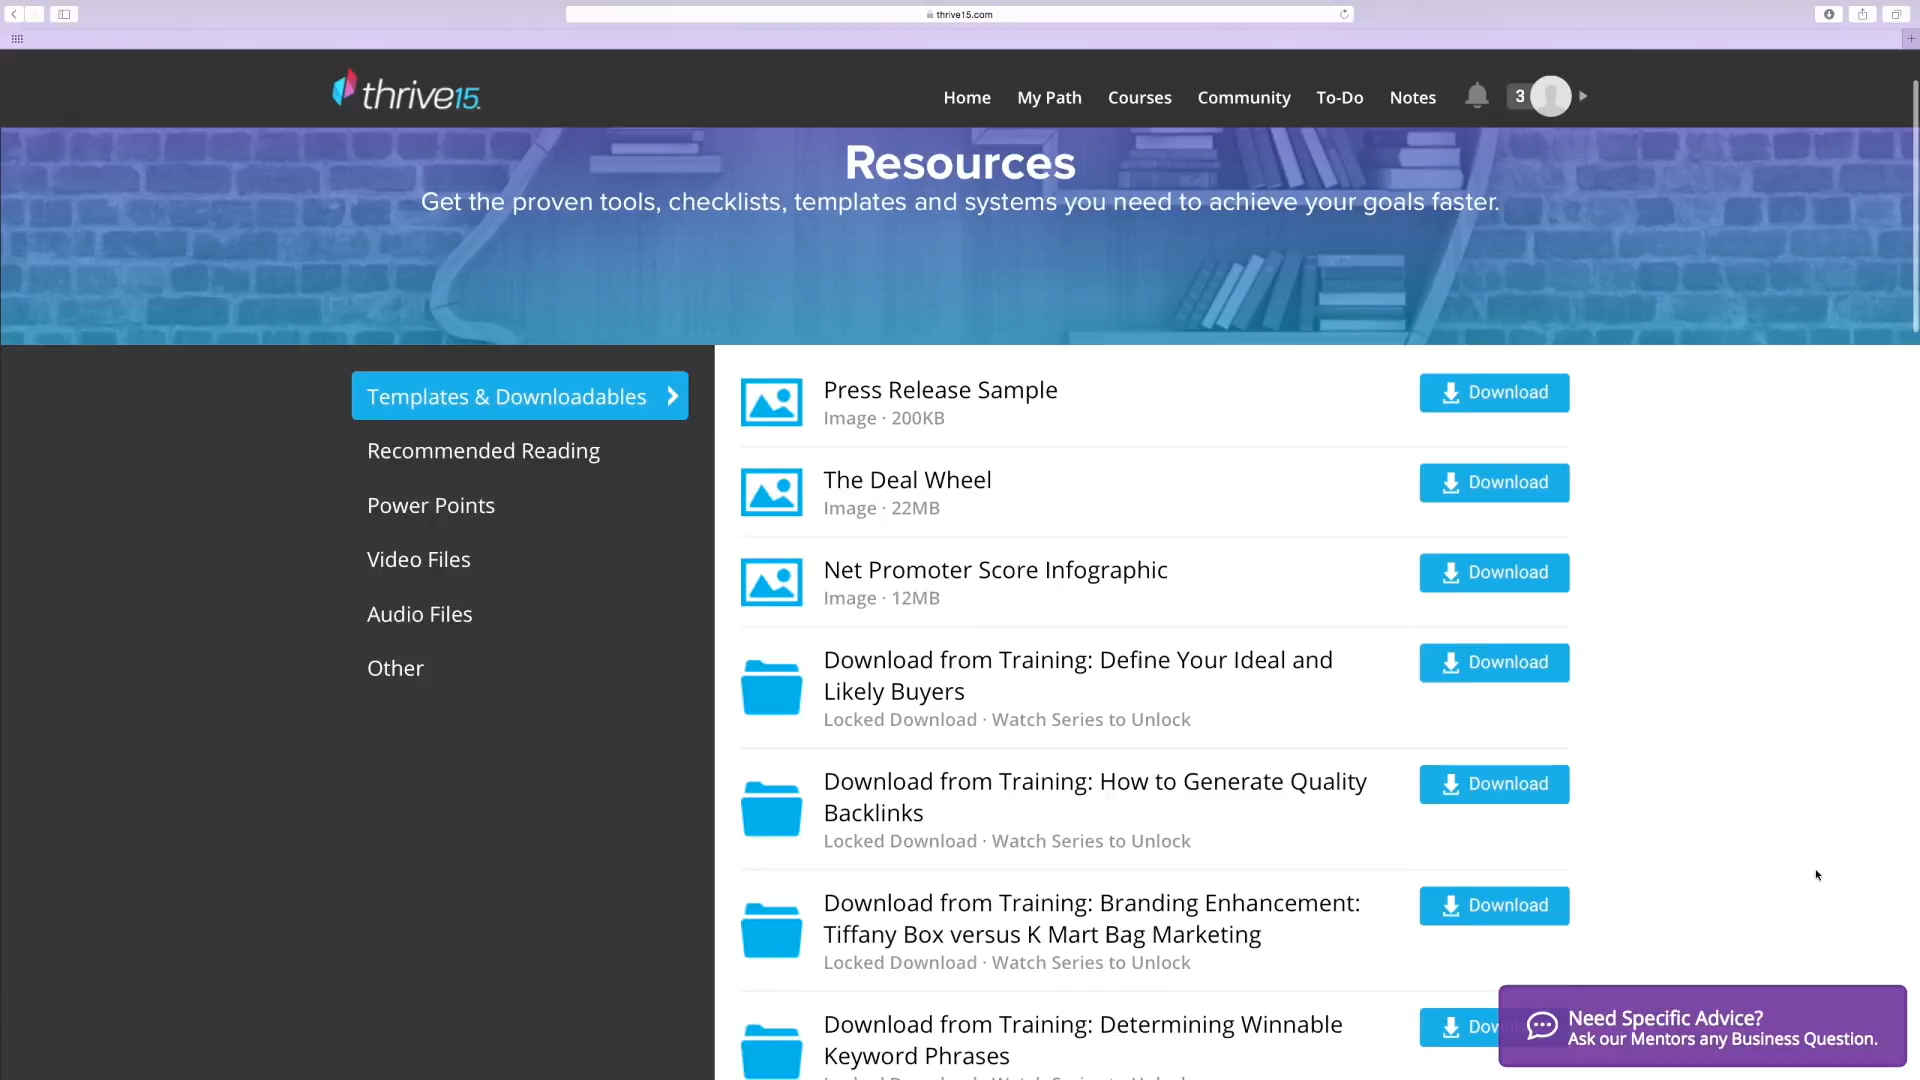 thrive15.com
thrive15.
Home
My Path
Courses
Community
To-Do
Notes
3
Resources
Get the proven tools, checklists, templates and systems you need to achieve your goals faster.
Templates & Downloadables
Recommended Reading
Power Points
Video Files
Audio Files
Other
Press Release Sample
Image · 200KB
Download
The Deal Wheel
Image · 22MB
Download
Net Promoter Score Infographic
Image · 12MB
Download
Download from Training: Define Your Ideal and
Likely Buyers
Locked Download · Watch Series to Unlock
Download
Download from Training: How to Generate Quality
Backlinks
Locked Download · Watch Series to Unlock
Download
Download from Training: Branding Enhancement:
Tiffany Box versus K Mart Bag Marketing
Locked Download · Watch Series to Unlock
Download
Download from Training: Determining Winnable
Keyword Phrases
Need Specific Advice?
Ask our Mentors any Business Question.